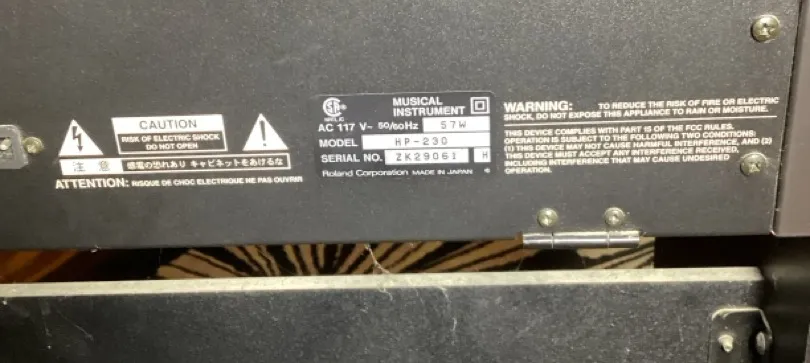 CAUTION
RISK OF ELECTRIC SHOCK
DO NOT OPEN
注 意 感電の恐れあり キャビネットをあけるな
ATTENTION: RISQUE DE CHOC ELECTRIQUE NE PAS OUVRIR
MUSICAL
INSTRUMENT
AC 117 V~ 50/60Hz 57W
MODEL HP-230
SERIAL NO. ZK29061 H
Roland Corporation MADE IN JAPAN
WARNING: TO REDUCE THE RISK OF FIRE OR ELECTRIC
SHOCK, DO NOT EXPOSE THIS APPLIANCE TO RAIN OR MOISTURE.
THIS DEVICE COMPLIES WITH PART 15 OF THE FCC RULES.
OPERATION IS SUBJECT TO THE FOLLOWING TWO CONDITIONS:
(1) THIS DEVICE MAY NOT CAUSE HARMFUL INTERFERENCE, AND (2)
THIS DEVICE MUST ACCEPT ANY INTERFERENCE RECEIVED,
INCLUDING INTERFERENCE THAT MAY CAUSE UNDESIRED
OPERATION.